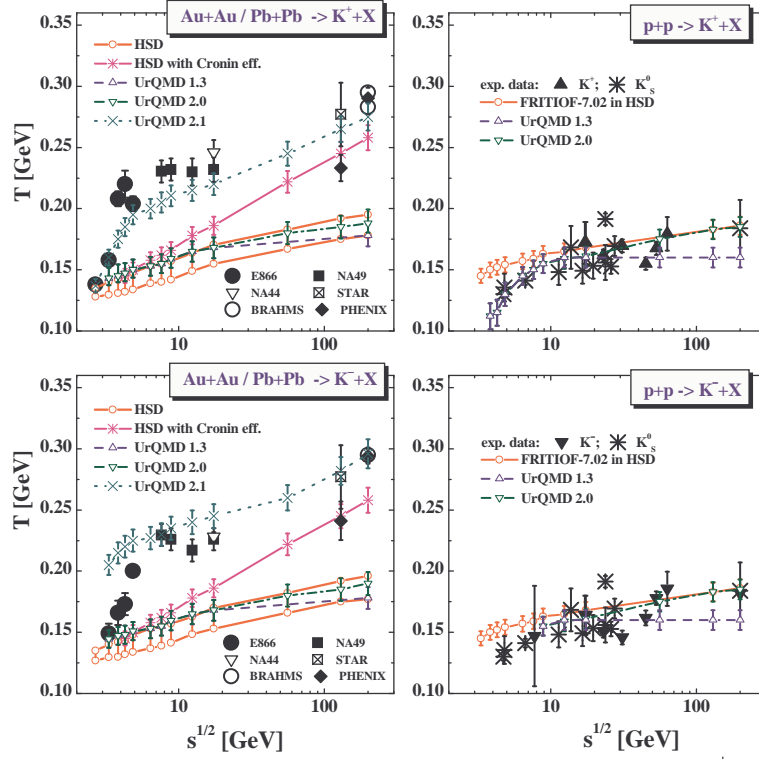 Au+Au / Pb+Pb -> K⁺+X
HSD
HSD with Cronin eff.
UrQMD 1.3
UrQMD 2.0
UrQMD 2.1
E866
NA49
NA44
STAR
BRAHMS
PHENIX
0.35
0.30
0.25
0.20
0.15
0.10
T [GeV]
10
100
p+p -> K⁺+X
exp. data: K⁺; K⁰S
FRITIOF-7.02 in HSD
UrQMD 1.3
UrQMD 2.0
0.35
0.30
0.25
0.20
0.15
0.10
10
100
Au+Au / Pb+Pb -> K⁻+X
HSD
HSD with Cronin eff.
UrQMD 1.3
UrQMD 2.0
UrQMD 2.1
E866
NA49
NA44
STAR
BRAHMS
PHENIX
0.35
0.30
0.25
0.20
0.15
0.10
T [GeV]
10
100
s^1/2 [GeV]
p+p -> K⁻+X
exp. data: K⁻; K⁰S
FRITIOF-7.02 in HSD
UrQMD 1.3
UrQMD 2.0
0.35
0.30
0.25
0.20
0.15
0.10
10
100
s^1/2 [GeV]